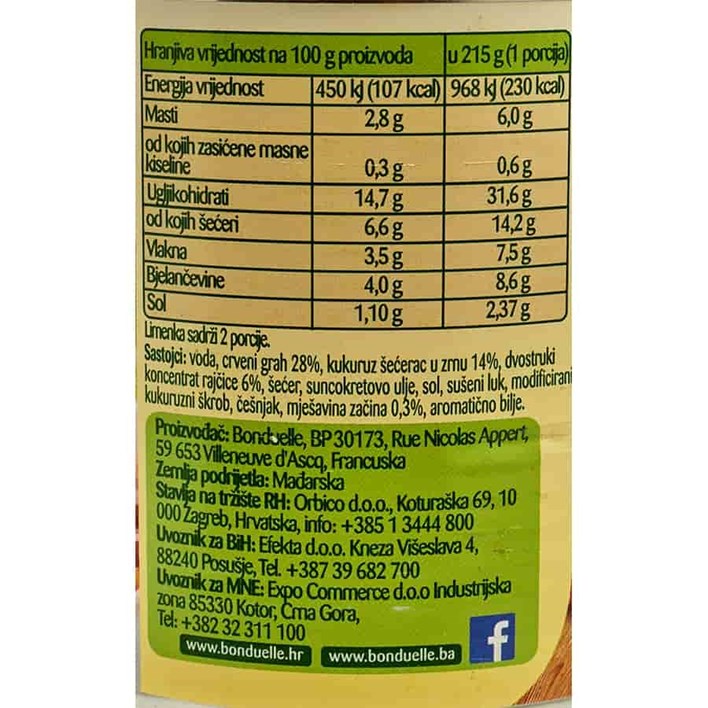 Hranjiva vrijednost na 100 g proizvoda u 215 g (1 porcija)
Energija vrijednost 450 kJ (107 kcal) 968 kJ (230 kcal)
Masti 2,8 g 6,0 g
od kojih zasićene masne
kiseline 0,3 g 0,6 g
Ugljikohidrati 14,7 g 31,6 g
od kojih šećeri 6,6 g 14,2 g
Vlakna 3,5 g 7,5 g
Bjelančevine 4,0 g 8,6 g
Sol 1,10 g 2,37 g
Limenka sadrži 2 porcije.
Sastojci: voda, crveni grah 28%, kukuruz šećerac u zrnu 14%, dvostruki
koncentrat rajčice 6%, šećer, suncokretovo ulje, sol, sušeni luk, modificirani
kukuruzni škrob, češnjak, mješavina začina 0,3%, aromatično bilje.
Proizvođač: Bonduelle, BP 30173, Rue Nicolas Appert,
59 653 Villeneuve d'Ascq, Francuska
Zemlja podrijetla: Mađarska
Stavlja na tržište RH: Orbico d.o.o., Koturaška 69, 10
000 Zagreb, Hrvatska, info: +385 1 3444 800
Uvoznik za BiH: Efekta d.o.o. Kneza Višeslava 4,
88240 Posušje, Tel. +387 39 682 700
Uvoznik za MNE: Expo Commerce d.o.o Industrijska
zona 85330 Kotor, Crna Gora,
Tel: +382 32 311 100
www.bonduelle.hr www.bonduelle.ba f